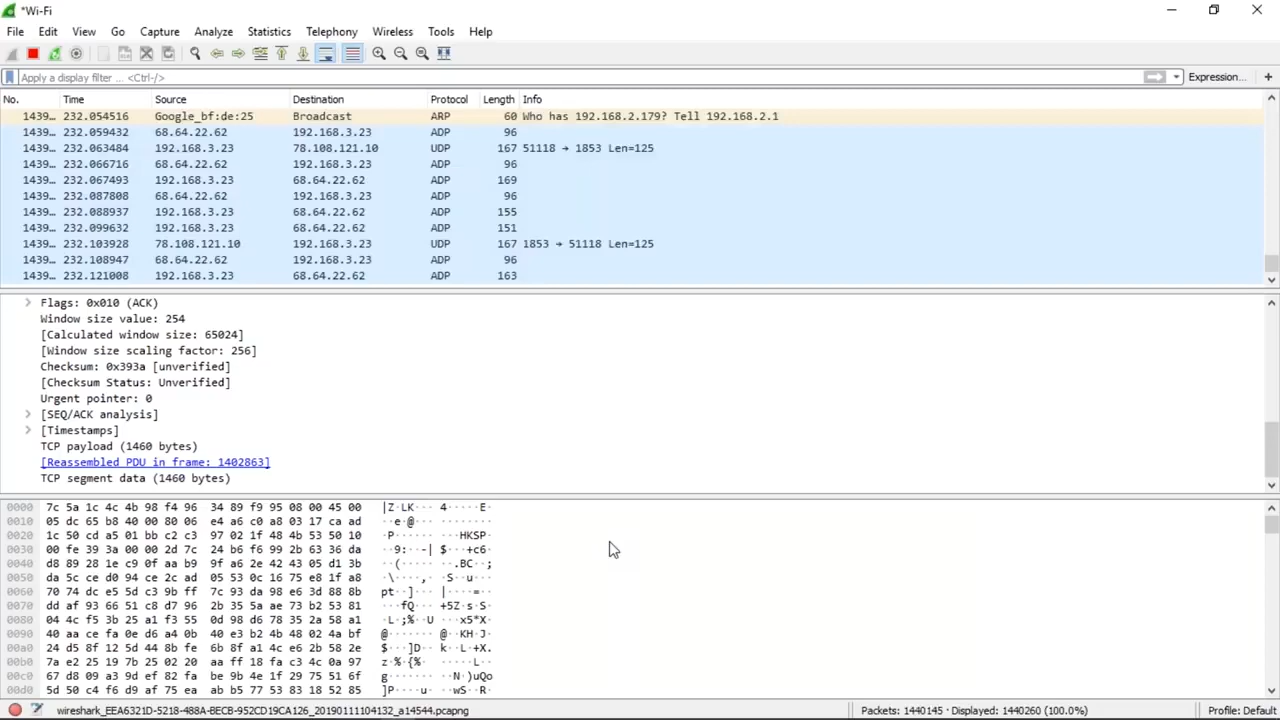 *Wi-Fi
File Edit View Go Capture Analyze Statistics Telephony Wireless Tools Help
Apply a display filter ... <Ctrl-/> Expression... +
No. Time Source Destination Protocol Length Info
1439… 232.054516 Google_bf:de:25 Broadcast ARP 60 Who has 192.168.2.179? Tell 192.168.2.1
1439… 232.059432 68.64.22.62 192.168.3.23 ADP 96
1439… 232.063484 192.168.3.23 78.108.121.10 UDP 167 51118 → 1853 Len=125
1439… 232.066716 68.64.22.62 192.168.3.23 ADP 96
1439… 232.067493 192.168.3.23 68.64.22.62 ADP 169
1439… 232.087808 68.64.22.62 192.168.3.23 ADP 96
1439… 232.088937 192.168.3.23 68.64.22.62 ADP 155
1439… 232.099632 192.168.3.23 68.64.22.62 ADP 151
1439… 232.103928 78.108.121.10 192.168.3.23 UDP 167 1853 → 51118 Len=125
1439… 232.108947 68.64.22.62 192.168.3.23 ADP 96
1439… 232.121008 192.168.3.23 68.64.22.62 ADP 163
Flags: 0x010 (ACK)
Window size value: 254
[Calculated window size: 65024]
[Window size scaling factor: 256]
Checksum: 0x393a [unverified]
[Checksum Status: Unverified]
Urgent pointer: 0
[SEQ/ACK analysis]
[Timestamps]
TCP payload (1460 bytes)
[Reassembled PDU in frame: 1402863]
TCP segment data (1460 bytes)
0000 7c 5a 1c 4c 4b 98 f4 96 34 89 f9 95 08 00 45 00 |Z·LK··· 4·····E·
0010 05 dc 65 b8 40 00 80 06 e4 a6 c0 a8 03 17 ca ad ··e·@··· ········
0020 1c 50 cd a5 01 bb c2 c3 97 02 1f 48 4b 53 50 10 ·P······ ···HKSP·
0030 00 fe 39 3a 00 00 2d 7c 24 b6 f6 99 2b 63 36 da ··9:··-| $···+c6·
0040 d8 89 28 1e c9 0f aa b9 9f a6 2e 42 43 05 d1 3b ··(····· ··.BC··;
0050 da 5c ce d0 94 ce 2c ad 05 53 0c 16 75 e8 1f a8 ·\····,· ·S··u···
0060 70 74 dc e5 5d c3 9b ff 7c 93 da 98 e6 3d 88 8b pt··]··· |····=··
0070 dd af 93 66 51 c8 d7 96 2b 35 5a ae 73 b2 53 81 ···fQ··· +5Z·s·S·
0080 04 4c f5 3b 25 a1 f3 55 0d 98 d6 78 35 2a 58 a1 ·L·;%··U ···x5*X·
0090 40 aa ce fa 0e d6 a4 0b 40 e3 b2 4b 48 02 4a bf @······· @··KH·J·
00a0 24 d5 8f 12 5d 44 8b fe 6b 8f a1 4c e6 2b 58 2e $···]D·· k··L·+X.
00b0 7a e2 25 19 7b 25 02 20 aa ff 18 fa c3 4c 0a 97 z·%·{%· ·····L··
00c0 67 d8 09 a3 9d ef 82 fa be 9b 4e 1f 29 75 51 6f g······· ··N·)uQo
00d0 5d 50 c4 f6 d9 af 75 ea ab b5 77 53 83 18 52 85 ]P····u· ··wS··R·
wireshark_EEA6321D-5218-488A-BECB-952CD19CA126_20190111104132_a14544.pcapng Packets: 1440145 · Displayed: 1440260 (100.0%) Profile: Default